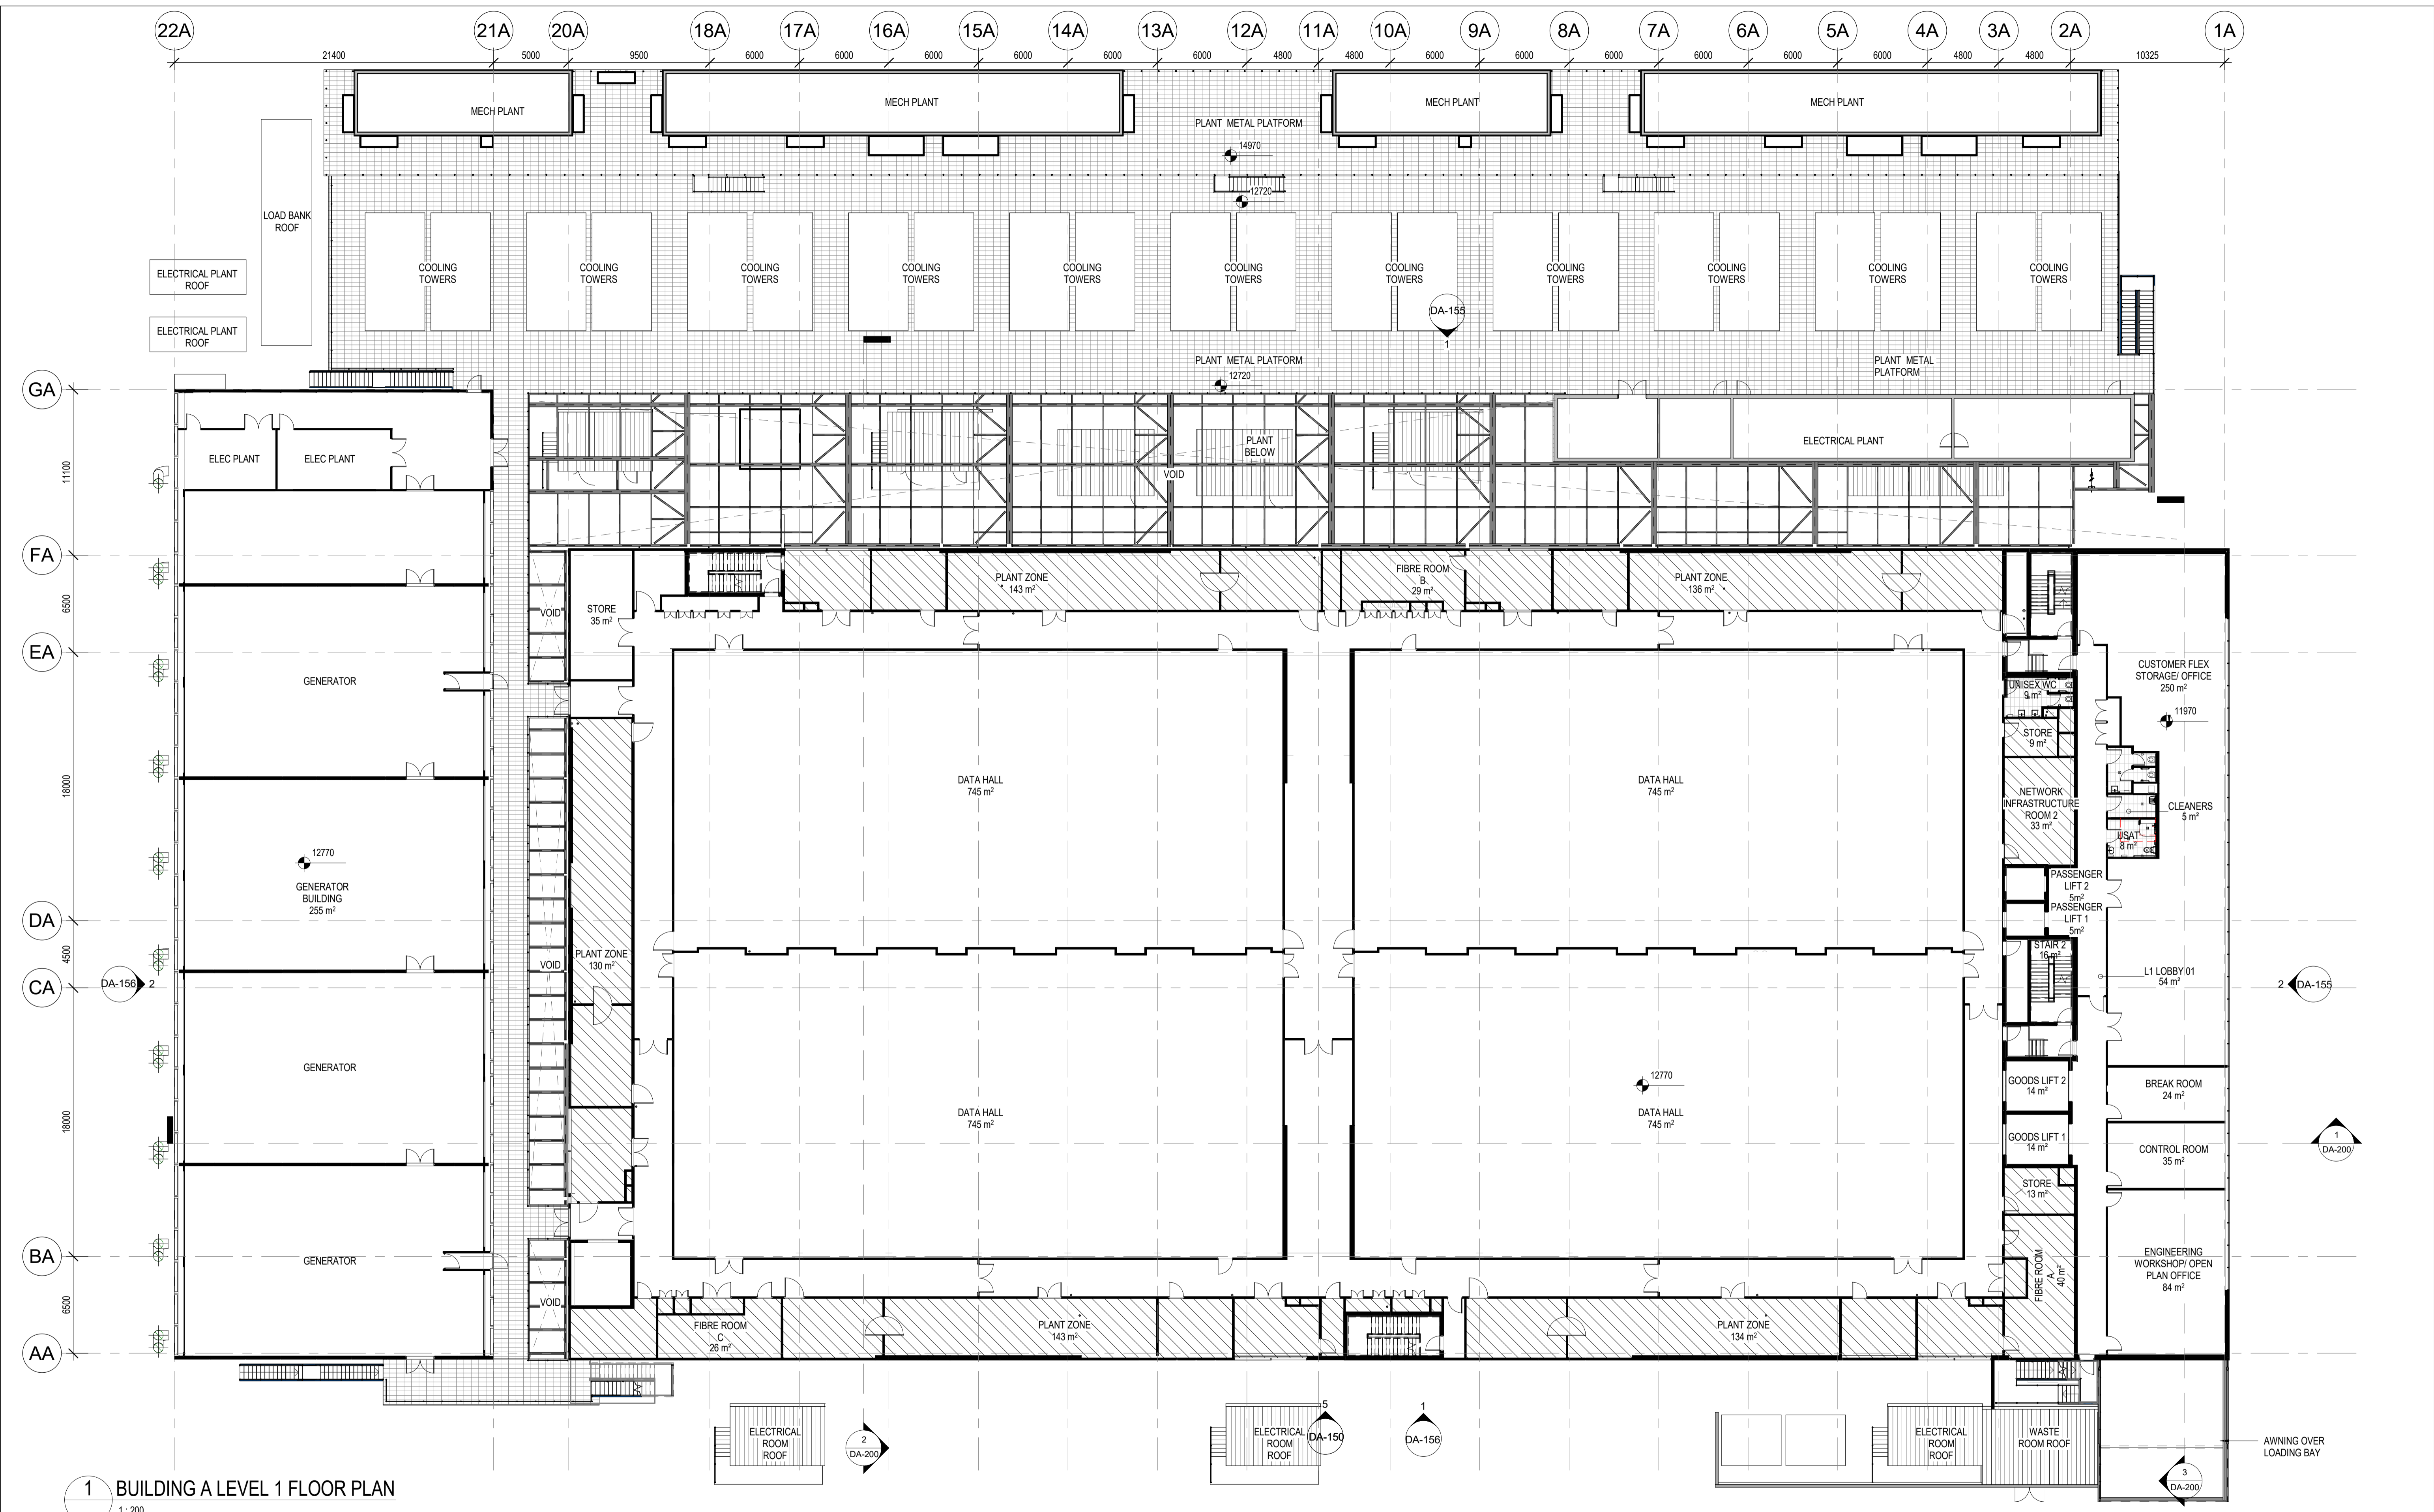 22A
21A
20A
18A
17A
16A
15A
14A
13A
12A
11A
10A
9A
8A
7A
6A
5A
4A
3A
2A
1A
21400
5000
9500
6000
6000
6000
6000
6000
6000
4800
4800
6000
6000
6000
6000
6000
6000
4800
4800
10325
MECH PLANT
MECH PLANT
MECH PLANT
MECH PLANT
PLANT METAL PLATFORM
14970
12720
LOAD BANK
ROOF
ELECTRICAL PLANT
ROOF
ELECTRICAL PLANT
ROOF
COOLING
TOWERS
COOLING
TOWERS
COOLING
TOWERS
COOLING
TOWERS
COOLING
TOWERS
COOLING
TOWERS
COOLING
TOWERS
COOLING
TOWERS
COOLING
TOWERS
COOLING
TOWERS
COOLING
TOWERS
DA-155
1
PLANT METAL PLATFORM
12720
PLANT METAL
PLATFORM
GA
FA
EA
DA
CA
BA
AA
11100
6500
18000
4500
18000
6500
ELEC PLANT
ELEC PLANT
PLANT
BELOW
VOID
ELECTRICAL PLANT
VOID
STORE
35 m²
PLANT ZONE
143 m²
FIBRE ROOM
B
29 m²
PLANT ZONE
136 m²
GENERATOR
CUSTOMER FLEX
STORAGE/ OFFICE
250 m²
11970
UNISEX WC
9 m²
STORE
9 m²
DATA HALL
745 m²
DATA HALL
745 m²
NETWORK
INFRASTRUCTURE
ROOM 2
33 m²
CLEANERS
5 m²
USAT
8 m²
12770
GENERATOR
BUILDING
255 m²
PASSENGER
LIFT 2
5m²
PASSENGER
LIFT 1
5m²
STAIR 2
16 m²
PLANT ZONE
130 m²
VOID
L1 LOBBY 01
54 m²
DA-156
2
2
DA-155
GENERATOR
12770
DATA HALL
745 m²
DATA HALL
745 m²
GOODS LIFT 2
14 m²
GOODS LIFT 1
14 m²
BREAK ROOM
24 m²
CONTROL ROOM
35 m²
1
DA-200
STORE
13 m²
FIBRE ROOM
A
40 m²
ENGINEERING
WORKSHOP/ OPEN
PLAN OFFICE
84 m²
GENERATOR
VOID
FIBRE ROOM
C
26 m²
PLANT ZONE
143 m²
PLANT ZONE
134 m²
ELECTRICAL
ROOM
ROOF
2
DA-200
ELECTRICAL
ROOM
ROOF
5
DA-150
1
DA-156
ELECTRICAL
ROOM
ROOF
WASTE
ROOM ROOF
AWNING OVER
LOADING BAY
3
DA-200
1
BUILDING A LEVEL 1 FLOOR PLAN
1 : 200